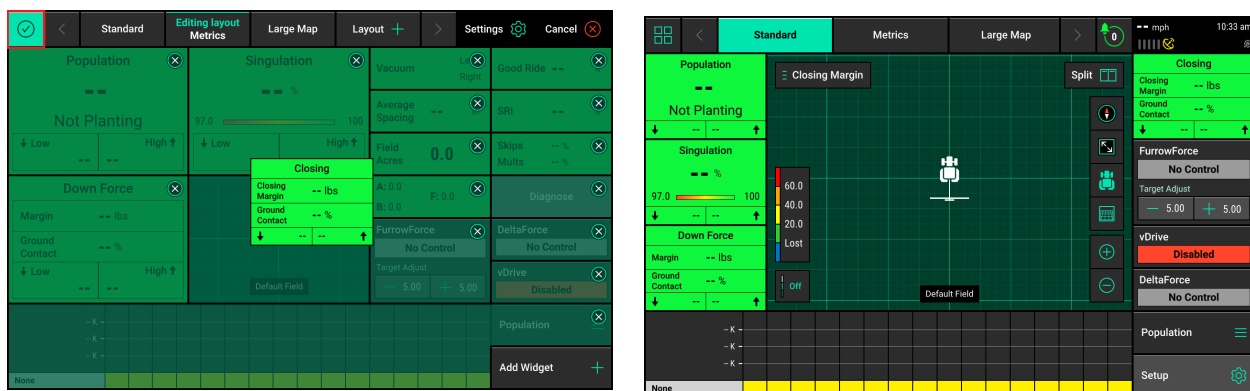 Standard
Editing layout
Metrics
Large Map
Layout +
Settings
Cancel
Population
--
Not Planting
↓ Low
High ↑
-- --
Singulation
-- %
97.0 100
↓ Low
High ↑
Vacuum
Right
Good Ride --
Average
Spacing
--
SRI --
Field
Acres
0.0
Skips -- %
Mults -- %
A: 0.0
B: 0.0
F: 0.0
Diagnose
Down Force
Margin -- lbs
Ground
Contact
-- %
↓ Low
High ↑
-- --
Closing
Closing
Margin
-- lbs
Ground
Contact
-- %
↓ -- -- ↑
Default Field
FurrowForce
No Control
Target Adjust
— 5.00 + 5.00
DeltaForce
No Control
vDrive
Disabled
– K –
– K –
– K –
None
Population
Add Widget +
Standard
Metrics
Large Map
0
-- mph
10:33 am
Population
--
Not Planting
↓ -- -- ↑
Singulation
-- %
97.0 100
↓ -- -- ↑
Down Force
Margin -- lbs
Ground
Contact
-- %
↓ -- -- ↑
Closing Margin
Split
60.0
40.0
20.0
Lost
Off
Default Field
Closing
Closing
Margin
-- lbs
Ground
Contact
-- %
↓ -- -- ↑
FurrowForce
No Control
Target Adjust
— 5.00 + 5.00
vDrive
Disabled
DeltaForce
No Control
– K –
– K –
– K –
None
Population
Setup